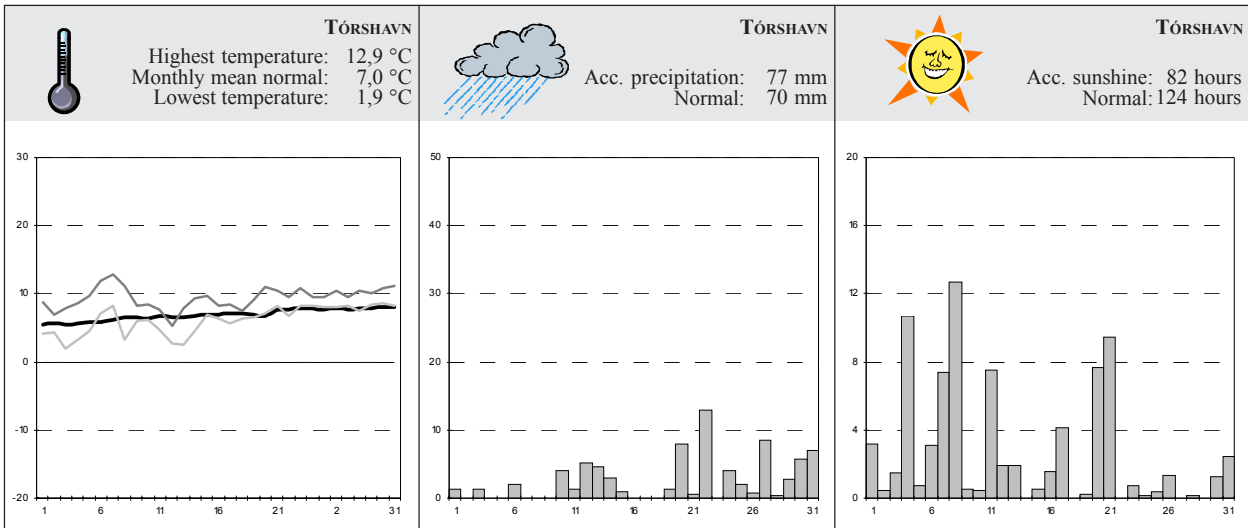 TÓRSHAVN
Highest temperature: 12,9 °C
Monthly mean normal: 7,0 °C
Lowest temperature: 1,9 °C
30
20
10
0
-10
-20
1 6 11 16 21 2 31
TÓRSHAVN
Acc. precipitation: 77 mm
Normal: 70 mm
50
40
30
20
10
0
1 6 11 16 21 26 31
TÓRSHAVN
Acc. sunshine: 82 hours
Normal: 124 hours
20
16
12
8
4
0
1 6 11 16 21 26 31